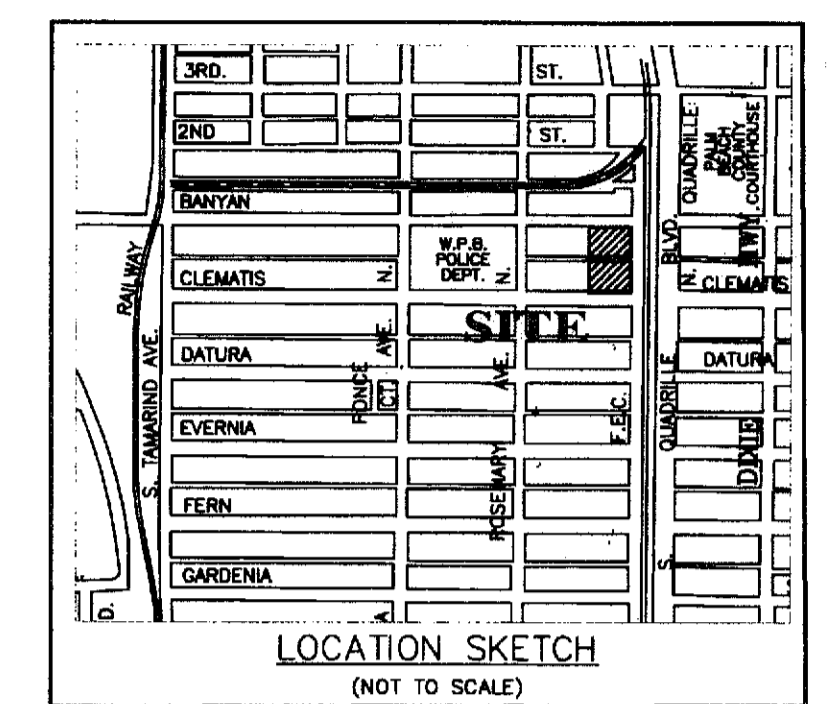 3RD. ST.
2ND ST.
QUADRILLE
PALM
BEACH
COUNTY
COURTHOUSE
BANYAN
W.P.B.
POLICE
DEPT.
BLVD.
HWY.
RAILWAY
CLEMATIS N.
N.
N.
CLEMATIS
SITE
S. TAMARIND AVE.
DATURA
AVE.
AVE.
QUADRILLE
DATURA
PONCE
CT.
EVERNIA
F.E.C.
DIXIE
ROSEMARY
FERN
S.
GARDENIA
D.
A
LOCATION SKETCH
(NOT TO SCALE)